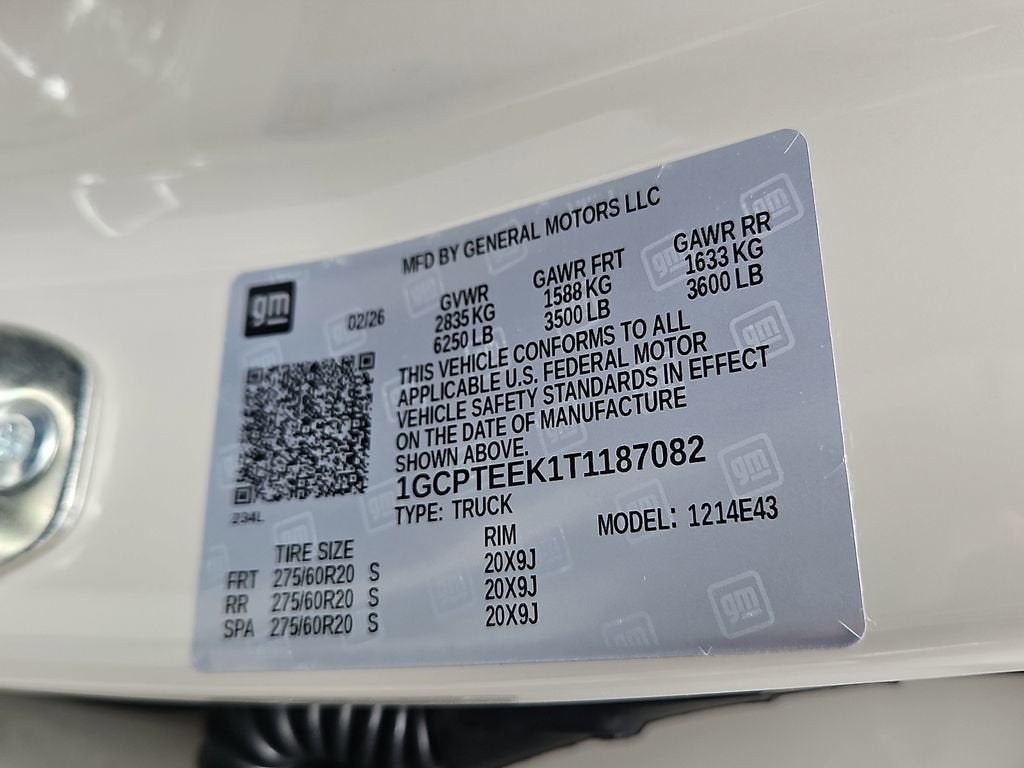 MFD BY GENERAL MOTORS LLC
gm
02/26
GVWR GAWR FRT GAWR RR
2835 KG 1588 KG 1633 KG
6250 LB 3500 LB 3600 LB
THIS VEHICLE CONFORMS TO ALL
APPLICABLE U.S. FEDERAL MOTOR
VEHICLE SAFETY STANDARDS IN EFFECT
ON THE DATE OF MANUFACTURE
SHOWN ABOVE.
1GCPTEEK1T1187082
TYPE: TRUCK MODEL: 1214E43
234L
TIRE SIZE RIM
FRT 275/60R20 S 20X9J
RR 275/60R20 S 20X9J
SPA 275/60R20 S 20X9J